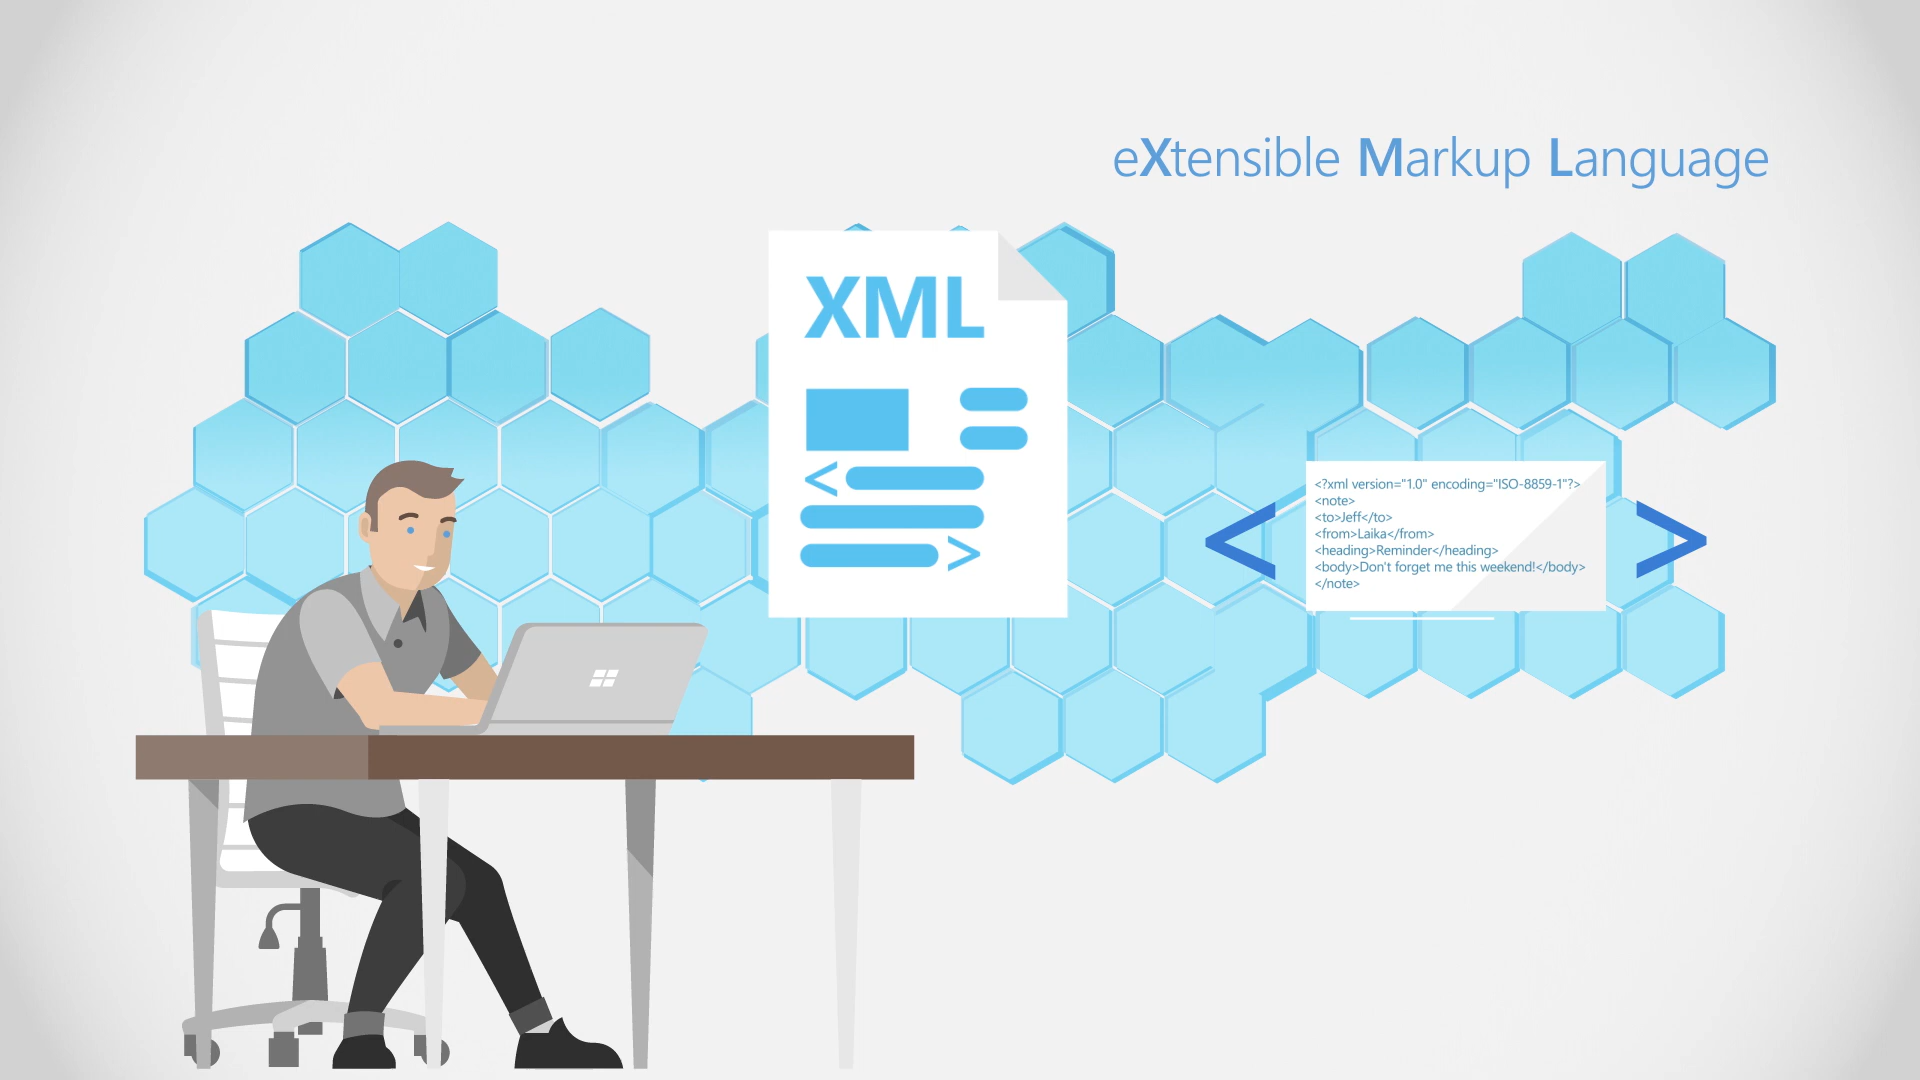 eXtensible Markup Language
XML
<
>
<
>
<?xml version="1.0" encoding="ISO-8859-1"?>
<note>
<to>Jeff</to>
<from>Laika</from>
<heading>Reminder</heading>
<body>Don't forget me this weekend!</body>
</note>